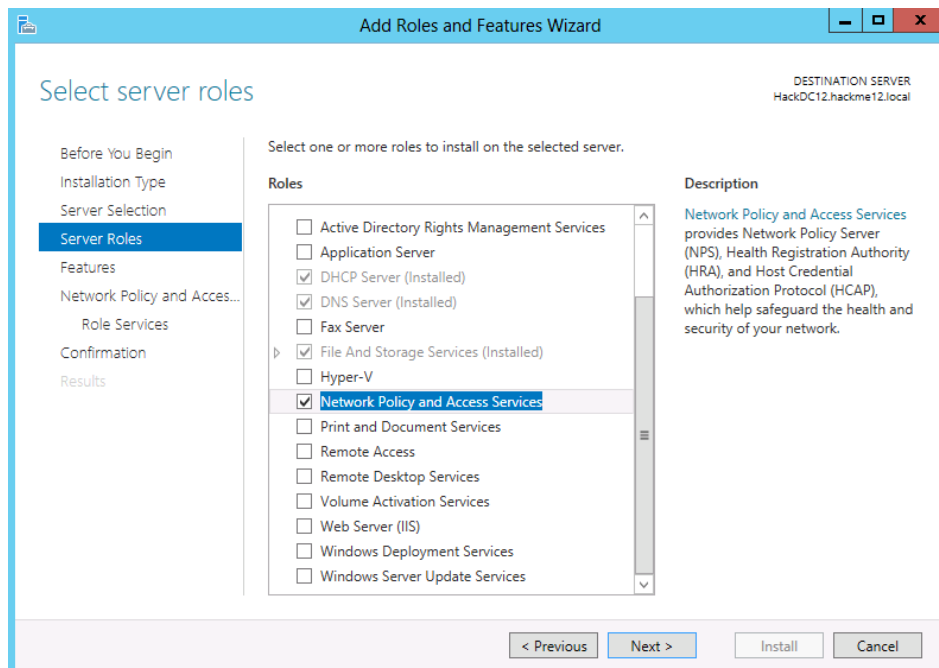 Add Roles and Features Wizard
Select server roles
DESTINATION SERVER
HackDC12.hackme12.local
Before You Begin
Installation Type
Server Selection
Server Roles
Features
Network Policy and Acces...
Role Services
Confirmation
Results
Select one or more roles to install on the selected server.
Roles
Active Directory Rights Management Services
Application Server
DHCP Server (Installed)
DNS Server (Installed)
Fax Server
File And Storage Services (Installed)
Hyper-V
Network Policy and Access Services
Print and Document Services
Remote Access
Remote Desktop Services
Volume Activation Services
Web Server (IIS)
Windows Deployment Services
Windows Server Update Services
Description
Network Policy and Access Services
provides Network Policy Server
(NPS), Health Registration Authority
(HRA), and Host Credential
Authorization Protocol (HCAP),
which help safeguard the health and
security of your network.
< Previous
Next >
Install
Cancel